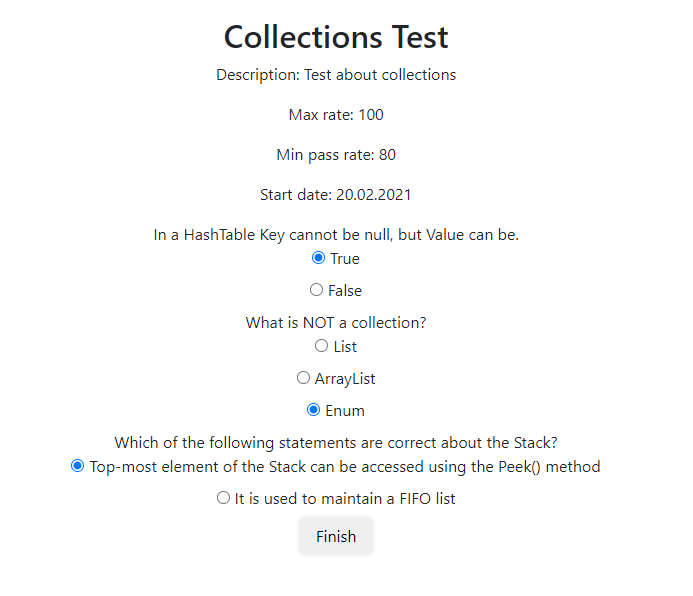 Collections Test
Description: Test about collections
Max rate: 100
Min pass rate: 80
Start date: 20.02.2021
In a HashTable Key cannot be null, but Value can be.
True
False
What is NOT a collection?
List
ArrayList
Enum
Which of the following statements are correct about the Stack?
Top-most element of the Stack can be accessed using the Peek() method
It is used to maintain a FIFO list
Finish